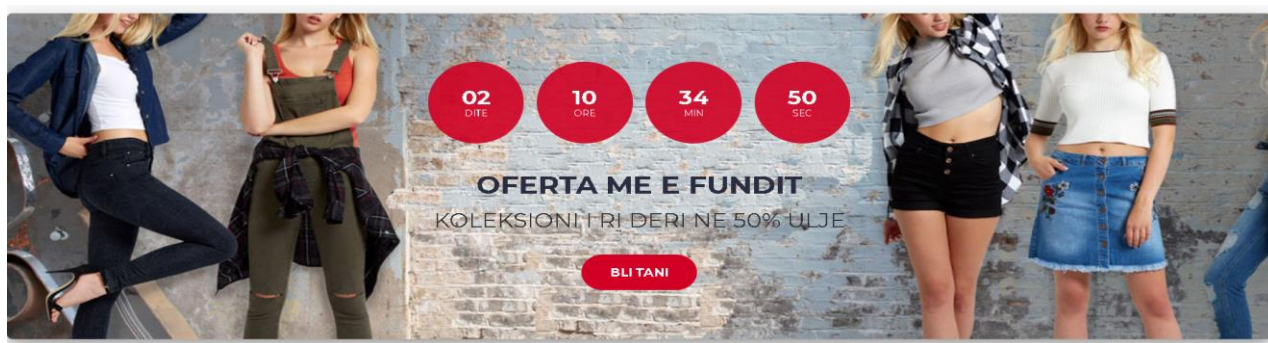 02 10 34 50
DITE ORE MIN SEC
OFERTA ME E FUNDIT
KOLEKSIONI I RI DERI NE 50% ULJE
BLI TANI